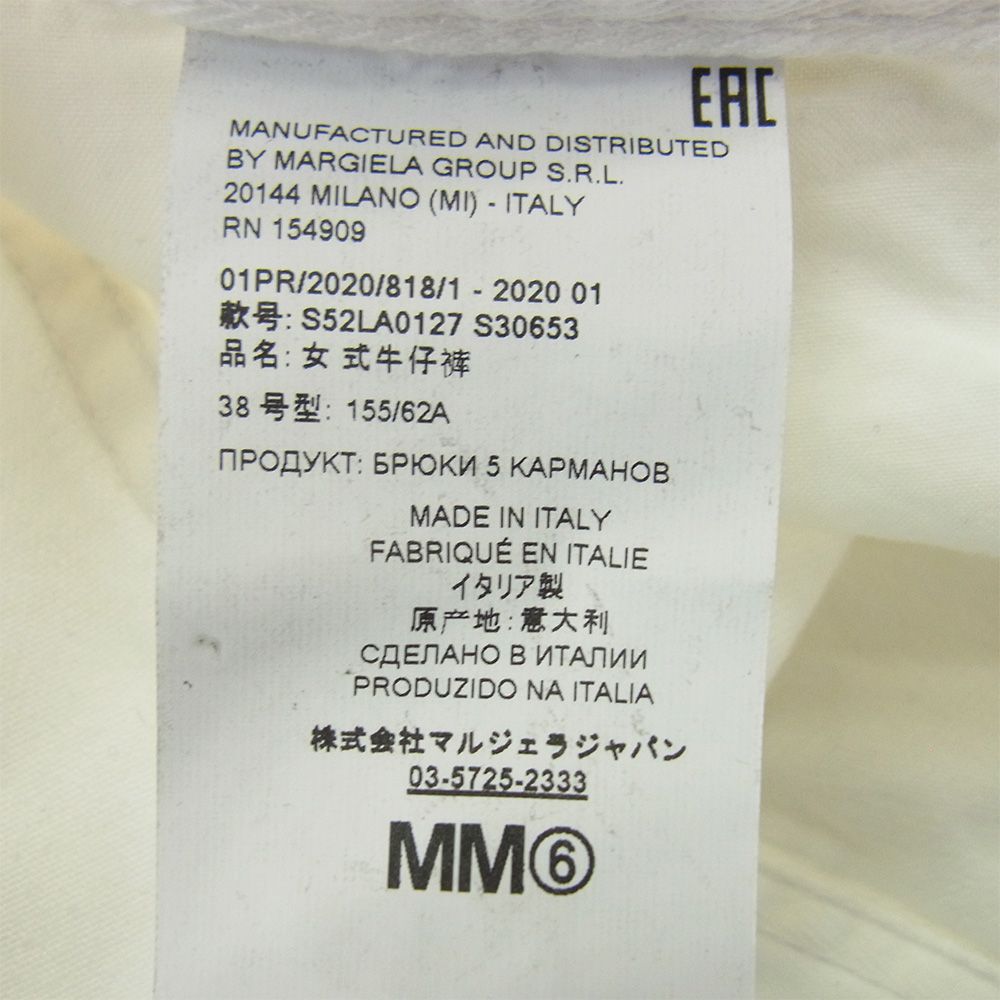 EAC
MANUFACTURED AND DISTRIBUTED
BY MARGIELA GROUP S.R.L.
20144 MILANO (MI) - ITALY
RN 154909
01PR/2020/818/1 - 2020 01
款号: S52LA0127 S30653
品名: 女 式牛仔裤
38 号型: 155/62A
ПРОДУКТ: БРЮКИ 5 КАРМАНОВ
MADE IN ITALY
FABRIQUÉ EN ITALIE
イタリア製
原产地: 意大利
СДЕЛАНО В ИТАЛИИ
PRODUZIDO NA ITALIA
株式会社マルジェラジャパン
03-5725-2333
MM⑥